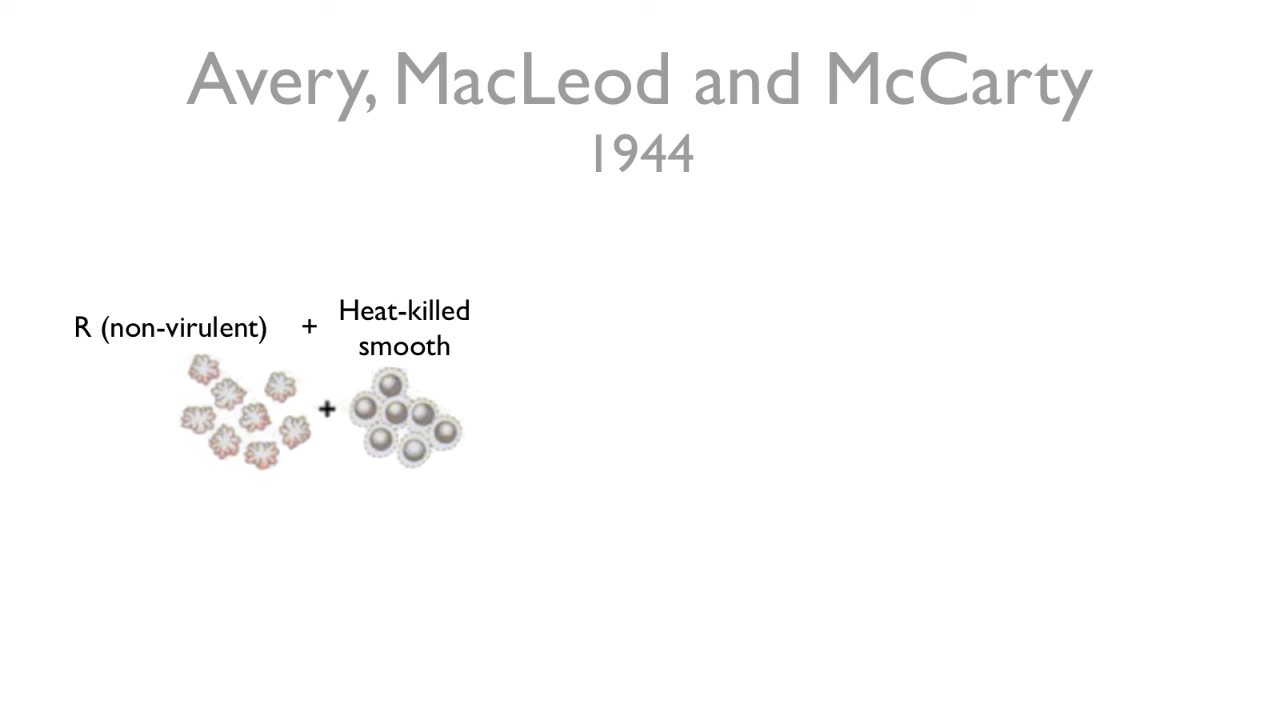 Avery, MacLeod and McCarty
1944
R (non-virulent) + Heat-killed
smooth
+